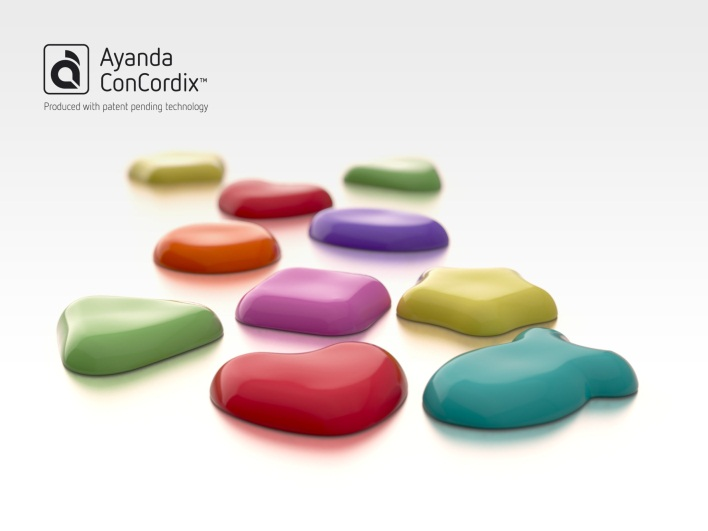 Ayanda
ConCordix™
Produced with patent pending technology